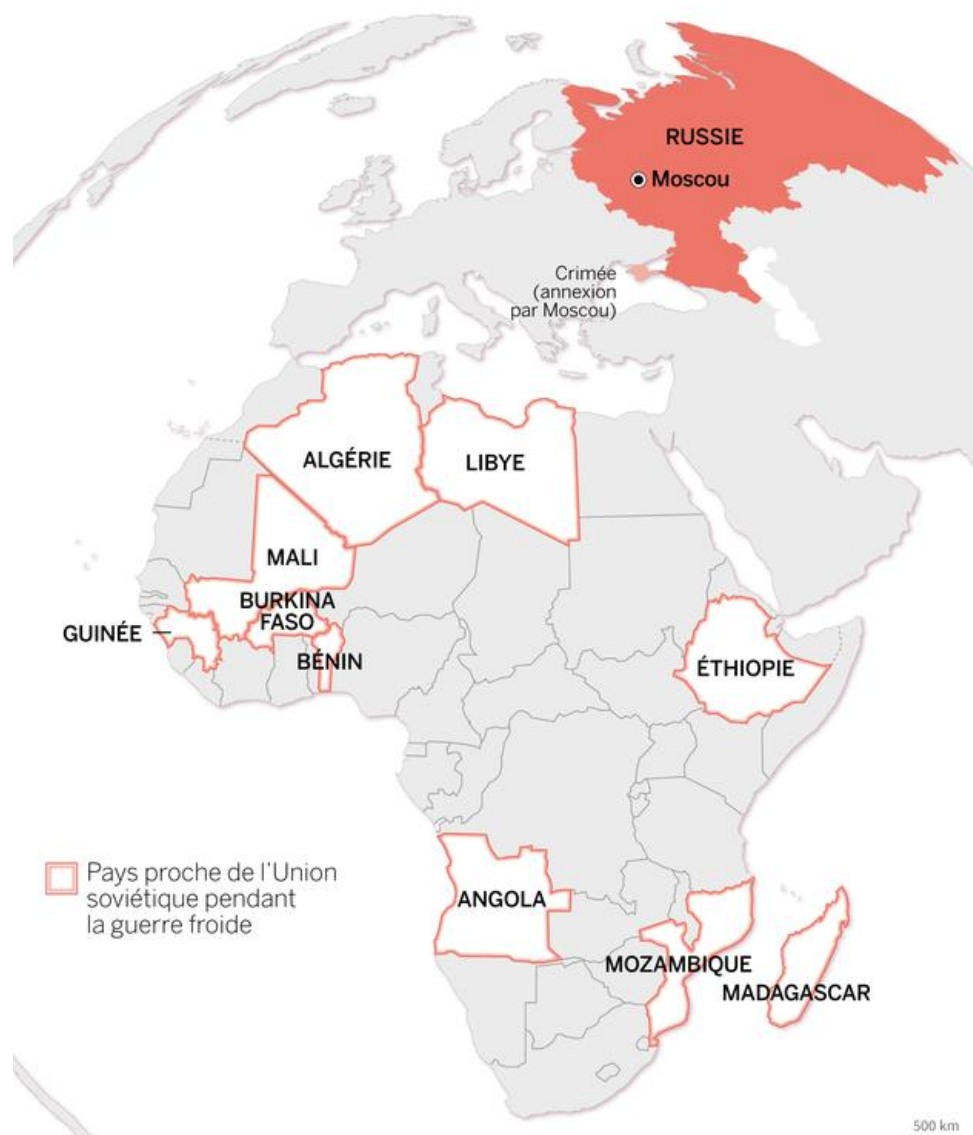 RUSSIE
Moscou
Crimée
(annexion
par Moscou)
ALGÉRIE
LIBYE
MALI
BURKINA
FASO
GUINÉE
BÉNIN
ÉTHIOPIE
Pays proche de l'Union
soviétique pendant
la guerre froide
ANGOLA
MOZAMBIQUE
MADAGASCAR
500 km